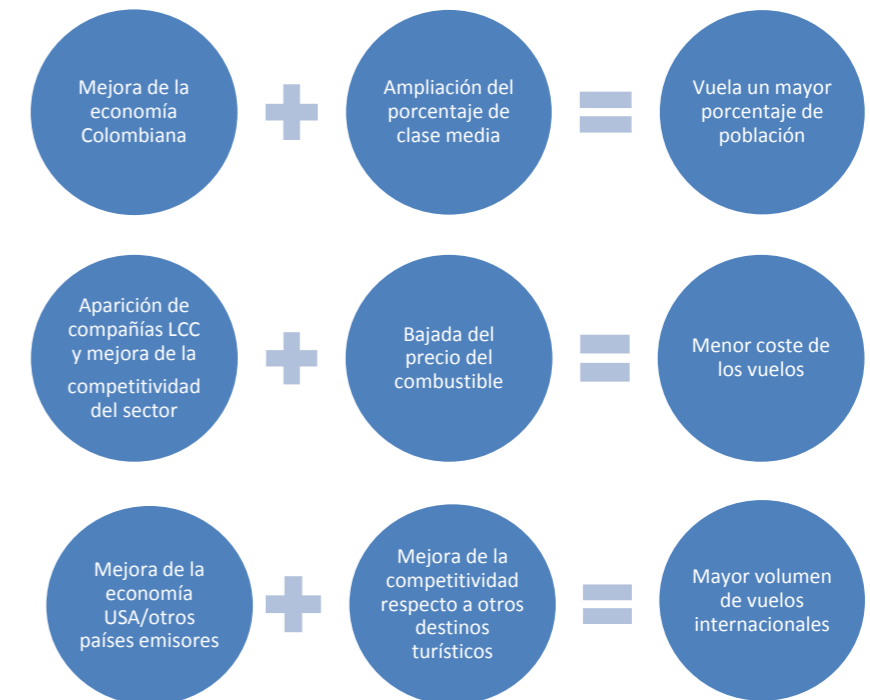 Mejora de la
economía
Colombiana
Ampliación del
porcentaje de
clase media
Vuela un mayor
porcentaje de
población
Aparición de
compañías LCC
y mejora de la
competitividad
del sector
Bajada del
precio del
combustible
Menor coste de
los vuelos
Mejora de la
economía
USA/otros
países emisores
Mejora de la
competitividad
respecto a otros
destinos
turísticos
Mayor volumen
de vuelos
internacionales